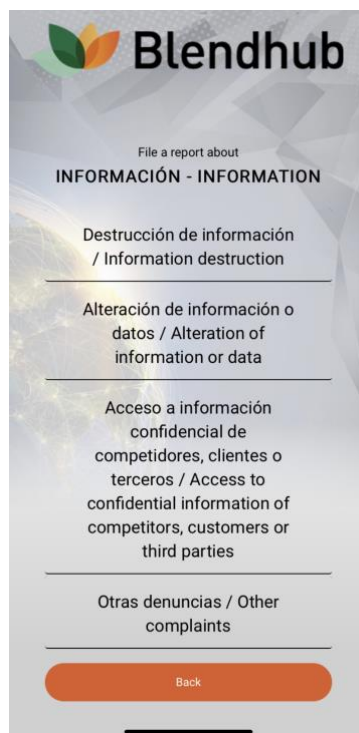 Blendhub
File a report about
INFORMACIÓN - INFORMATION
Destrucción de información
/ Information destruction
Alteración de información o
datos / Alteration of
information or data
Acceso a información
confidencial de
competidores, clientes o
terceros / Access to
confidential information of
competitors, customers or
third parties
Otras denuncias / Other
complaints
Back